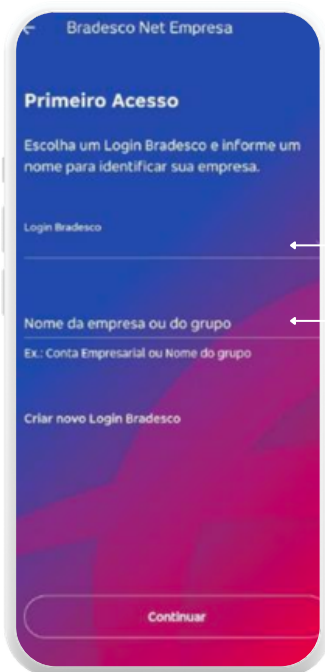 Bradesco Net Empresa
Primeiro Acesso
Escolha um Login Bradesco e informe um
nome para identificar sua empresa.
Login Bradesco
Nome da empresa ou do grupo
Ex.: Conta Empresarial ou Nome do grupo
Criar novo Login Bradesco
Continuar